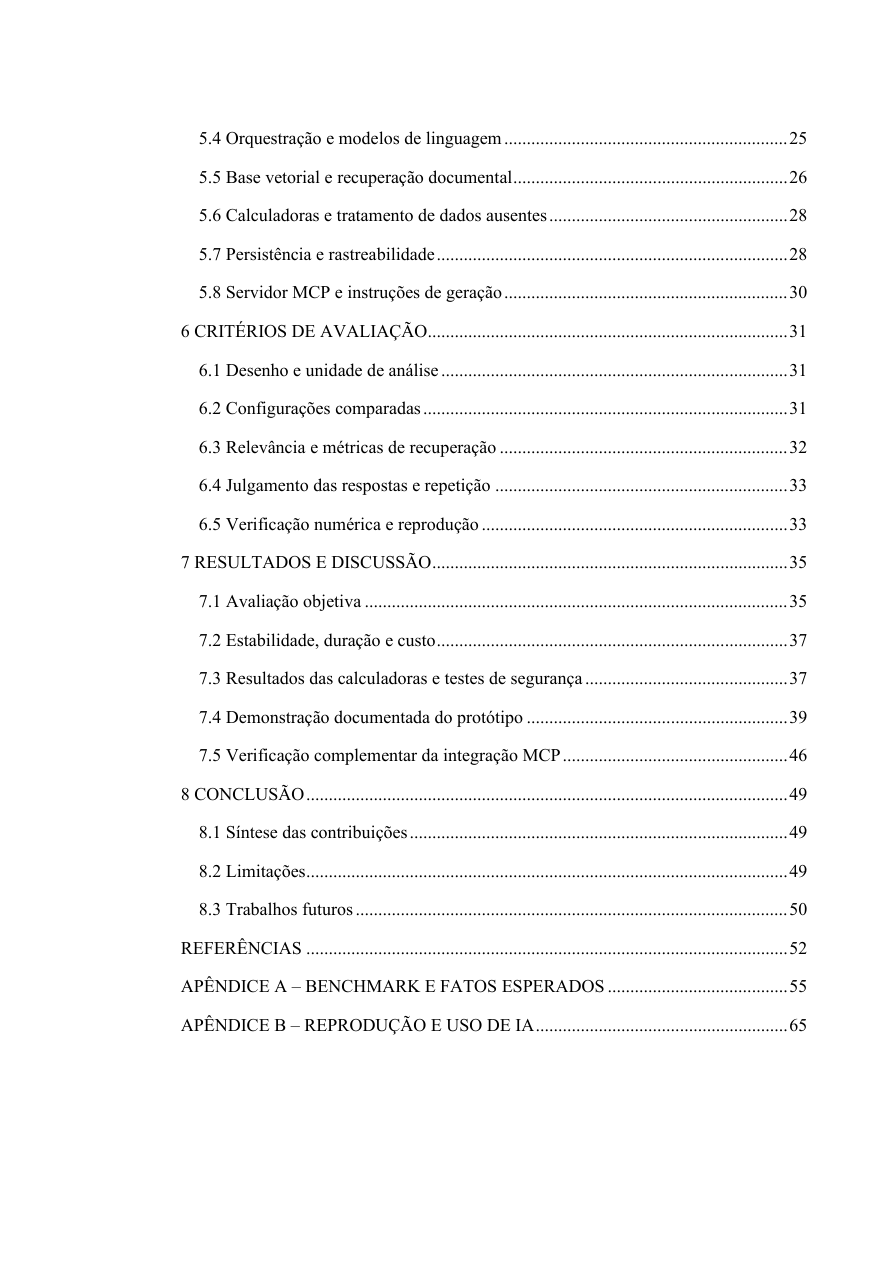 5.4 Orquestração e modelos de linguagem ............................................................... 25
5.5 Base vetorial e recuperação documental............................................................. 26
5.6 Calculadoras e tratamento de dados ausentes ..................................................... 28
5.7 Persistência e rastreabilidade.............................................................................. 28
5.8 Servidor MCP e instruções de geração ............................................................... 30
6 CRITÉRIOS DE AVALIAÇÃO................................................................................ 31
6.1 Desenho e unidade de análise ............................................................................. 31
6.2 Configurações comparadas ................................................................................. 31
6.3 Relevância e métricas de recuperação ................................................................ 32
6.4 Julgamento das respostas e repetição ................................................................. 33
6.5 Verificação numérica e reprodução .................................................................... 33
7 RESULTADOS E DISCUSSÃO............................................................................... 35
7.1 Avaliação objetiva .............................................................................................. 35
7.2 Estabilidade, duração e custo.............................................................................. 37
7.3 Resultados das calculadoras e testes de segurança ............................................. 37
7.4 Demonstração documentada do protótipo .......................................................... 39
7.5 Verificação complementar da integração MCP .................................................. 46
8 CONCLUSÃO ........................................................................................................... 49
8.1 Síntese das contribuições .................................................................................... 49
8.2 Limitações........................................................................................................... 49
8.3 Trabalhos futuros ................................................................................................ 50
REFERÊNCIAS ........................................................................................................... 52
APÊNDICE A – BENCHMARK E FATOS ESPERADOS ........................................ 55
APÊNDICE B – REPRODUÇÃO E USO DE IA........................................................ 65